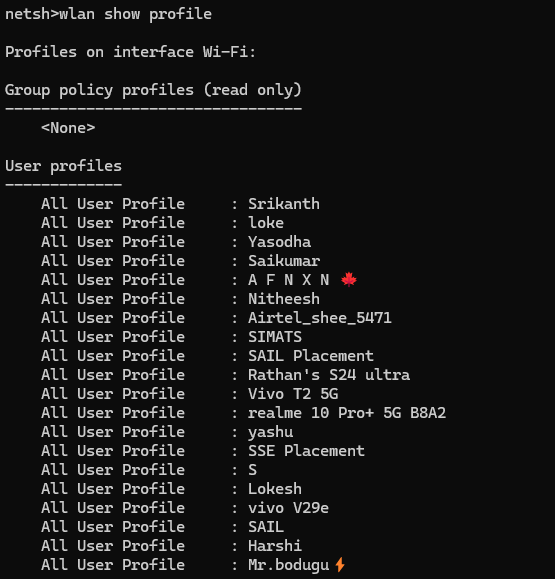 netsh>wlan show profile
Profiles on interface Wi-Fi:
Group policy profiles (read only)
---------------------------------
    <None>
User profiles
-------------
    All User Profile     : Srikanth
    All User Profile     : loke
    All User Profile     : Yasodha
    All User Profile     : Saikumar
    All User Profile     : A F N X N 🍁
    All User Profile     : Nitheesh
    All User Profile     : Airtel_shee_5471
    All User Profile     : SIMATS
    All User Profile     : SAIL Placement
    All User Profile     : Rathan's S24 ultra
    All User Profile     : Vivo T2 5G
    All User Profile     : realme 10 Pro+ 5G B8A2
    All User Profile     : yashu
    All User Profile     : SSE Placement
    All User Profile     : S
    All User Profile     : Lokesh
    All User Profile     : vivo V29e
    All User Profile     : SAIL
    All User Profile     : Harshi
    All User Profile     : Mr.bodugu⚡